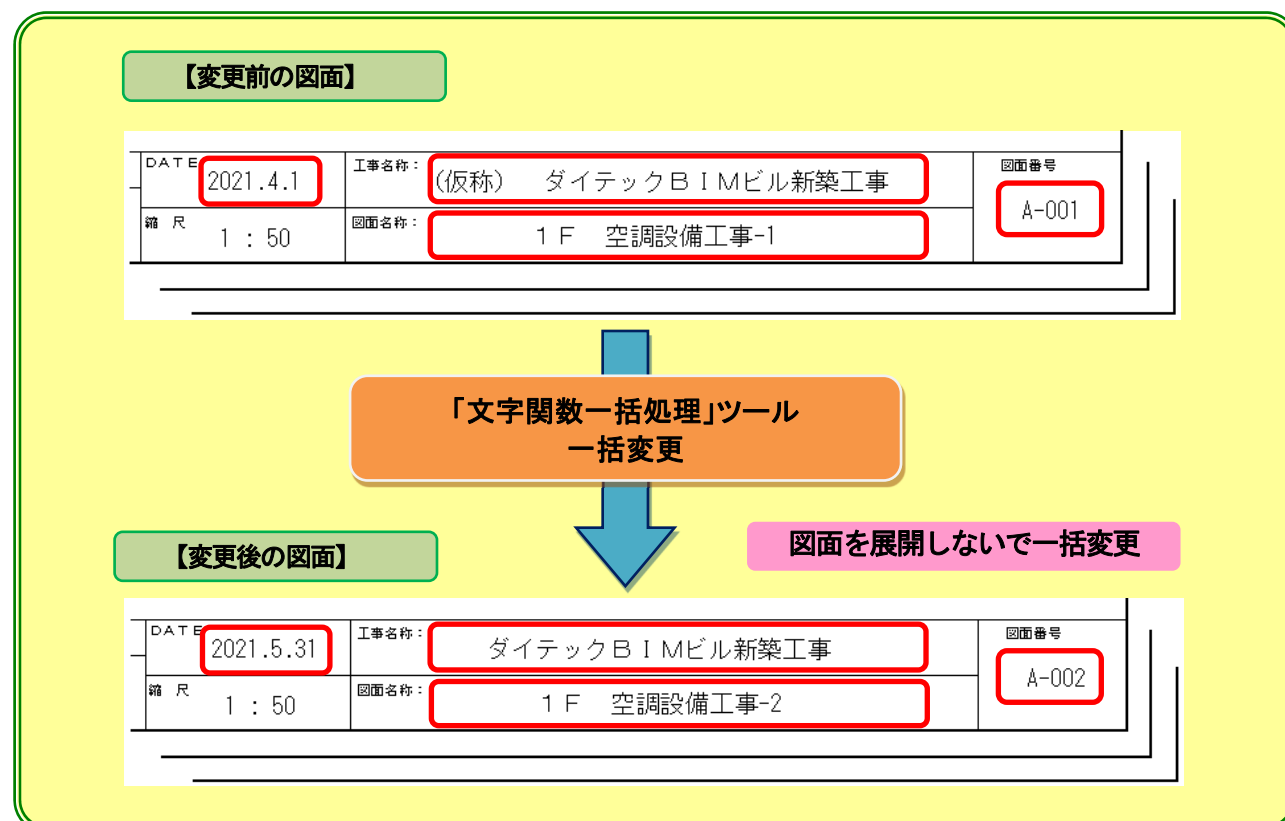 【変更前の図面】
DATE 2021.4.1 工事名称： (仮称)　ダイテックＢＩＭビル新築工事 図面番号
A-001
縮 尺 1 : 50 図面名称： １Ｆ　空調設備工事-1
「文字関数一括処理」ツール
一括変更
図面を展開しないで一括変更
【変更後の図面】
DATE 2021.5.31 工事名称： ダイテックＢＩＭビル新築工事 図面番号
A-002
縮 尺 1 : 50 図面名称： １Ｆ　空調設備工事-2